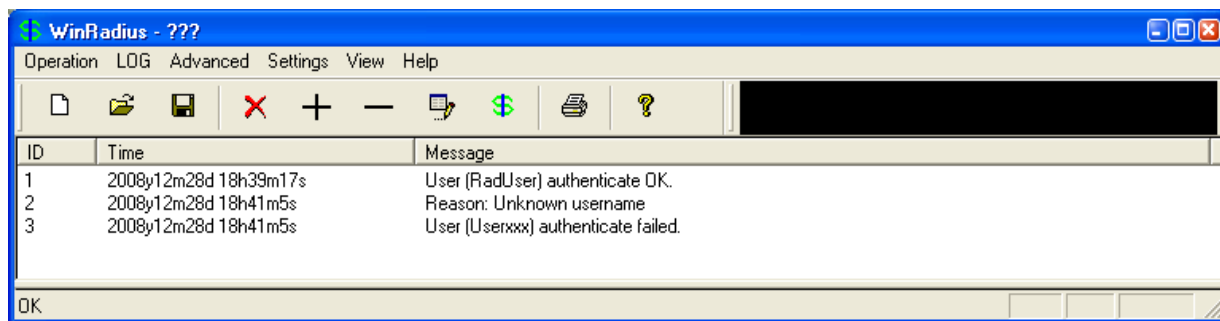 WinRadius - ???
Operation LOG Advanced Settings View Help
ID Time Message
1 2008y12m28d 18h39m17s User (RadUser) authenticate OK.
2 2008y12m28d 18h41m5s Reason: Unknown username
3 2008y12m28d 18h41m5s User (Userxxx) authenticate failed.
OK